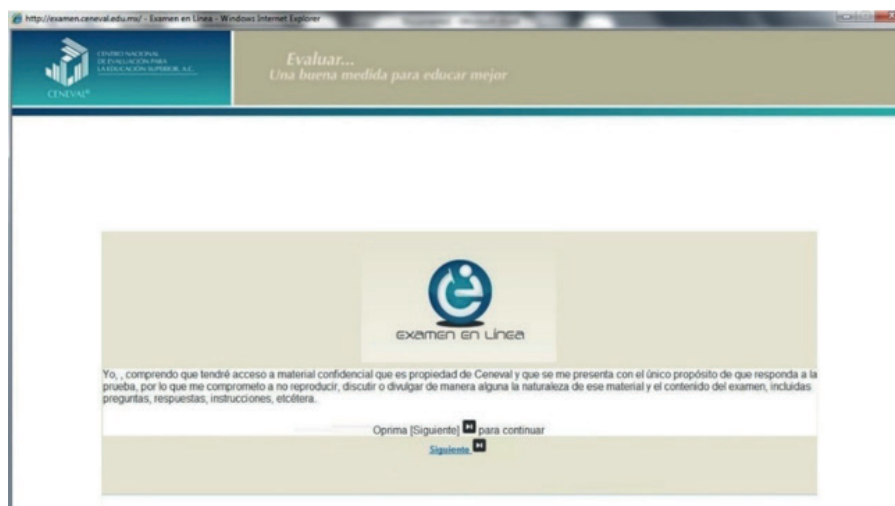 http://examen.ceneval.edu.mx/ - Examen en Línea - Windows Internet Explorer
CENTRO NACIONAL
DE EVALUACIÓN PARA
LA EDUCACIÓN SUPERIOR, A.C.
CENEVAL®
Evaluar...
Una buena medida para educar mejor
examen en línea
Yo, , comprendo que tendré acceso a material confidencial que es propiedad de Ceneval y que se me presenta con el único propósito de que responda a la
prueba, por lo que me comprometo a no reproducir, discutir o divulgar de manera alguna la naturaleza de ese material y el contenido del examen, incluidas
preguntas, respuestas, instrucciones, etcétera.
Oprima [Siguiente] para continuar
Siguiente